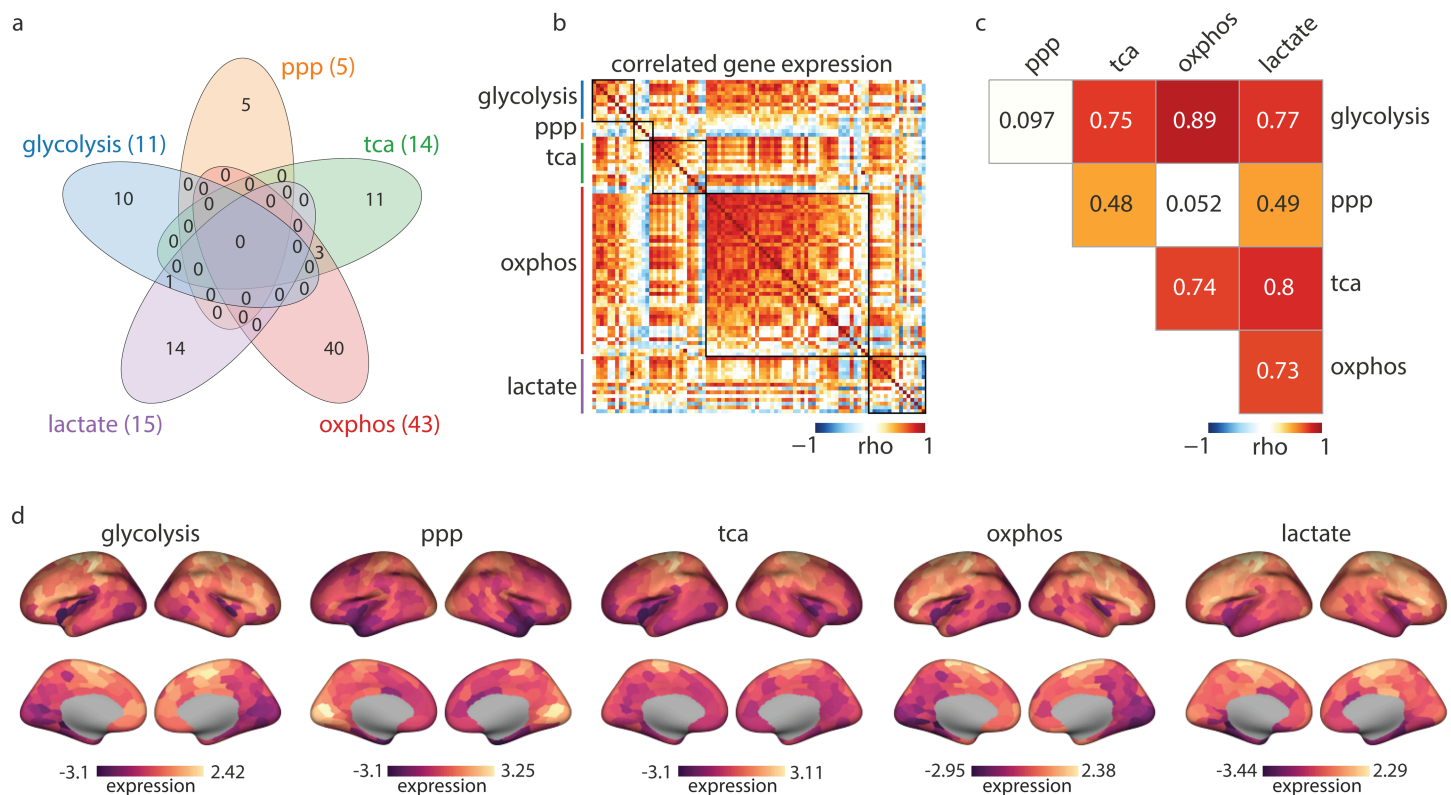 a
ppp (5)
glycolysis (11)
tca (14)
lactate (15)
oxphos (43)
5
10
11
0 0 0 0 0
0 0 0 0
0 0
0 0 0 3
0 0 0
1
0 0 0 0
0 0 0
14
40
b
correlated gene expression
glycolysis
ppp
tca
oxphos
lactate
−1 rho 1
c
ppp tca oxphos lactate
0.097 0.75 0.89 0.77 glycolysis
0.48 0.052 0.49 ppp
0.74 0.8 tca
0.73 oxphos
−1 rho 1
d
glycolysis ppp tca oxphos lactate
-3.1 2.42 -3.1 3.25 -3.1 3.11 -2.95 2.38 -3.44 2.29
expression expression expression expression expression